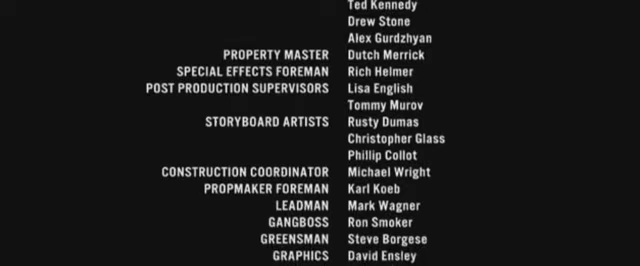 Ted Kennedy
Drew Stone
Alex Gurdzhyan
PROPERTY MASTER Dutch Merrick
SPECIAL EFFECTS FOREMAN Rich Helmer
POST PRODUCTION SUPERVISORS Lisa English
Tommy Murov
STORYBOARD ARTISTS Rusty Dumas
Christopher Glass
Phillip Collot
CONSTRUCTION COORDINATOR Michael Wright
PROPMAKER FOREMAN Karl Koeb
LEADMAN Mark Wagner
GANGBOSS Ron Smoker
GREENSMAN Steve Borgese
GRAPHICS David Ensley